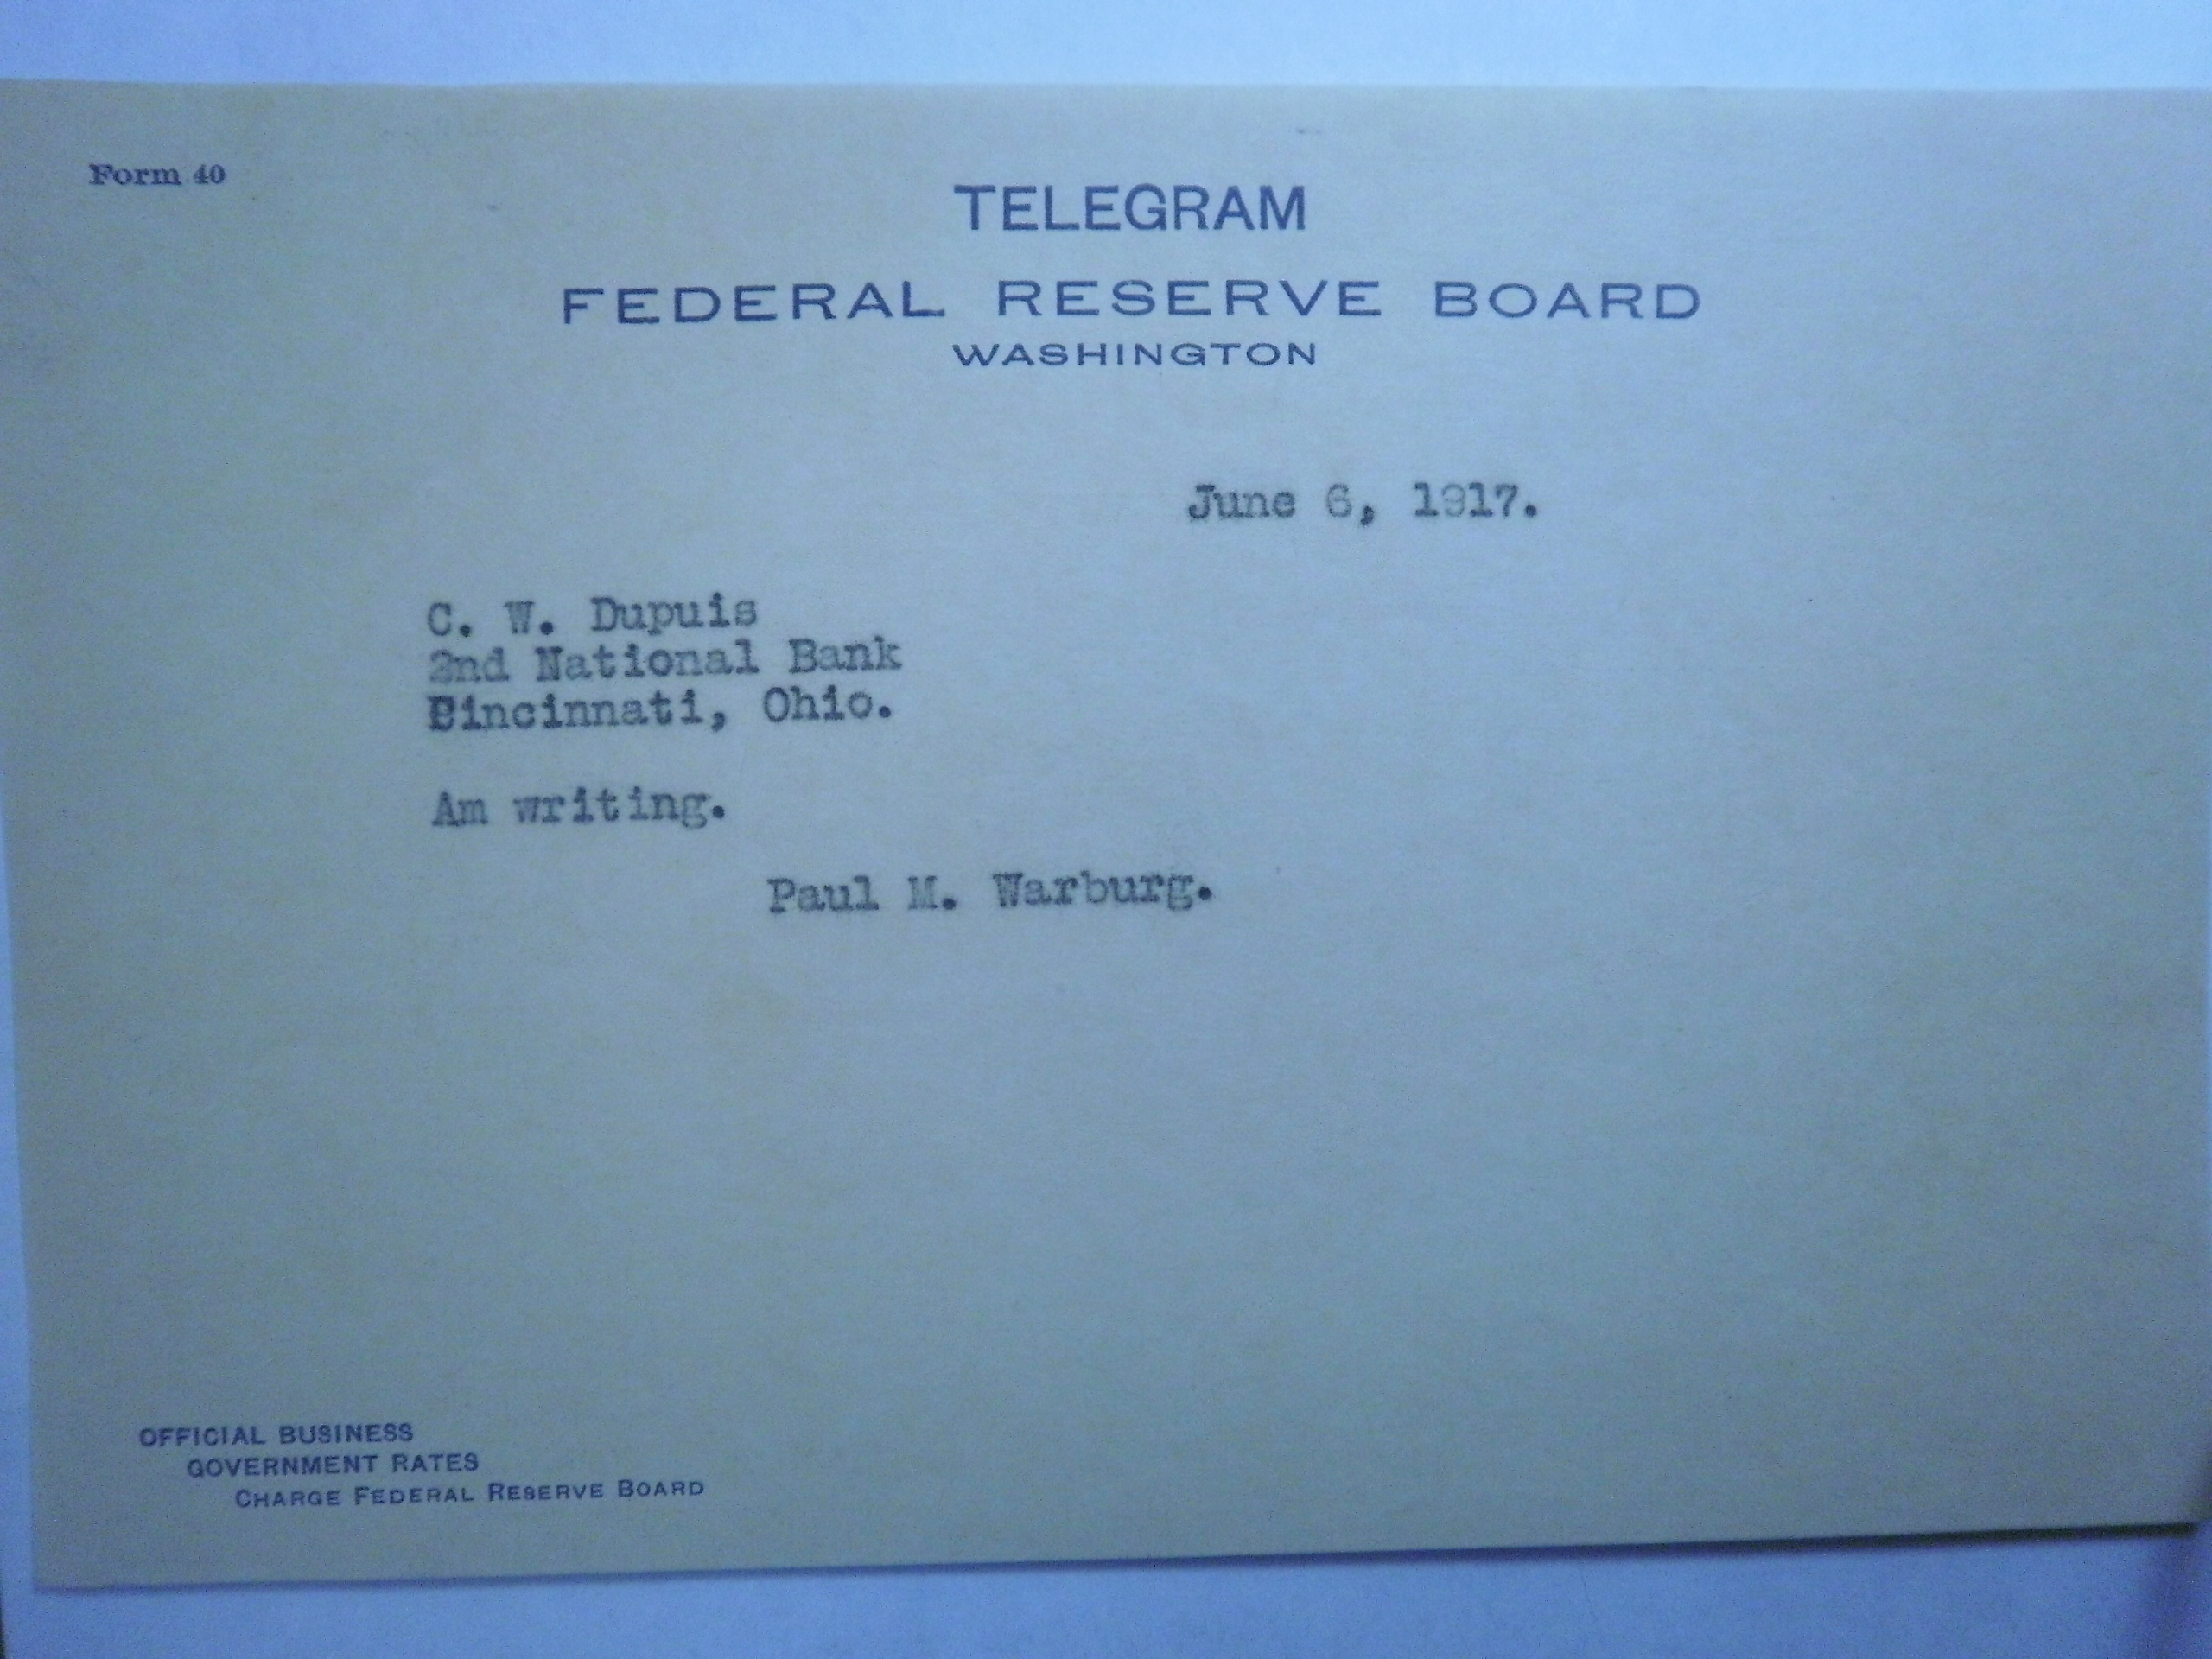 Form 40
TELEGRAM
FEDERAL RESERVE BOARD
WASHINGTON
June 6, 1917.
C. W. Dupuis
2nd National Bank
Cincinnati, Ohio.
Am writing.
Paul M. Warburg.
OFFICIAL BUSINESS
GOVERNMENT RATES
CHARGE FEDERAL RESERVE BOARD